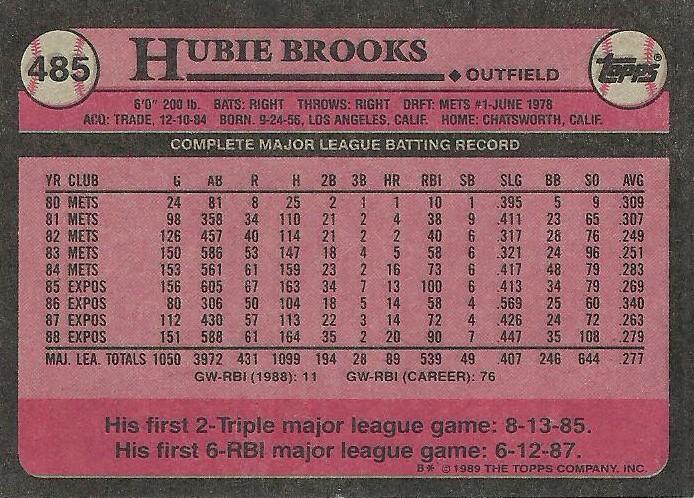 485
HUBIE BROOKS
◆ OUTFIELD
TOPPS®
6'0" 200 lb. BATS: RIGHT THROWS: RIGHT DRFT: METS #1-JUNE 1978
ACQ: TRADE, 12-10-84 BORN. 9-24-56, LOS ANGELES, CALIF. HOME: CHATSWORTH, CALIF.
COMPLETE MAJOR LEAGUE BATTING RECORD
YR CLUB G AB R H 2B 3B HR RBI SB SLG BB SO AVG
80 METS 24 81 8 25 2 1 1 10 1 .395 5 9 .309
81 METS 98 358 34 110 21 2 4 38 9 .411 23 65 .307
82 METS 126 457 40 114 21 2 2 40 6 .317 28 76 .249
83 METS 150 586 53 147 18 4 5 58 6 .321 24 96 .251
84 METS 153 561 61 159 23 2 16 73 6 .417 48 79 .283
85 EXPOS 156 605 67 163 34 7 13 100 6 .413 34 79 .269
86 EXPOS 80 306 50 104 18 5 14 58 4 .569 25 60 .340
87 EXPOS 112 430 57 113 22 3 14 72 4 .426 24 72 .263
88 EXPOS 151 588 61 164 35 2 20 90 7 .447 35 108 .279
MAJ. LEA. TOTALS 1050 3972 431 1099 194 28 89 539 49 .407 246 644 .277
GW-RBI (1988): 11 GW-RBI (CAREER): 76
His first 2-Triple major league game: 8-13-85.
His first 6-RBI major league game: 6-12-87.
B* © 1989 THE TOPPS COMPANY, INC.